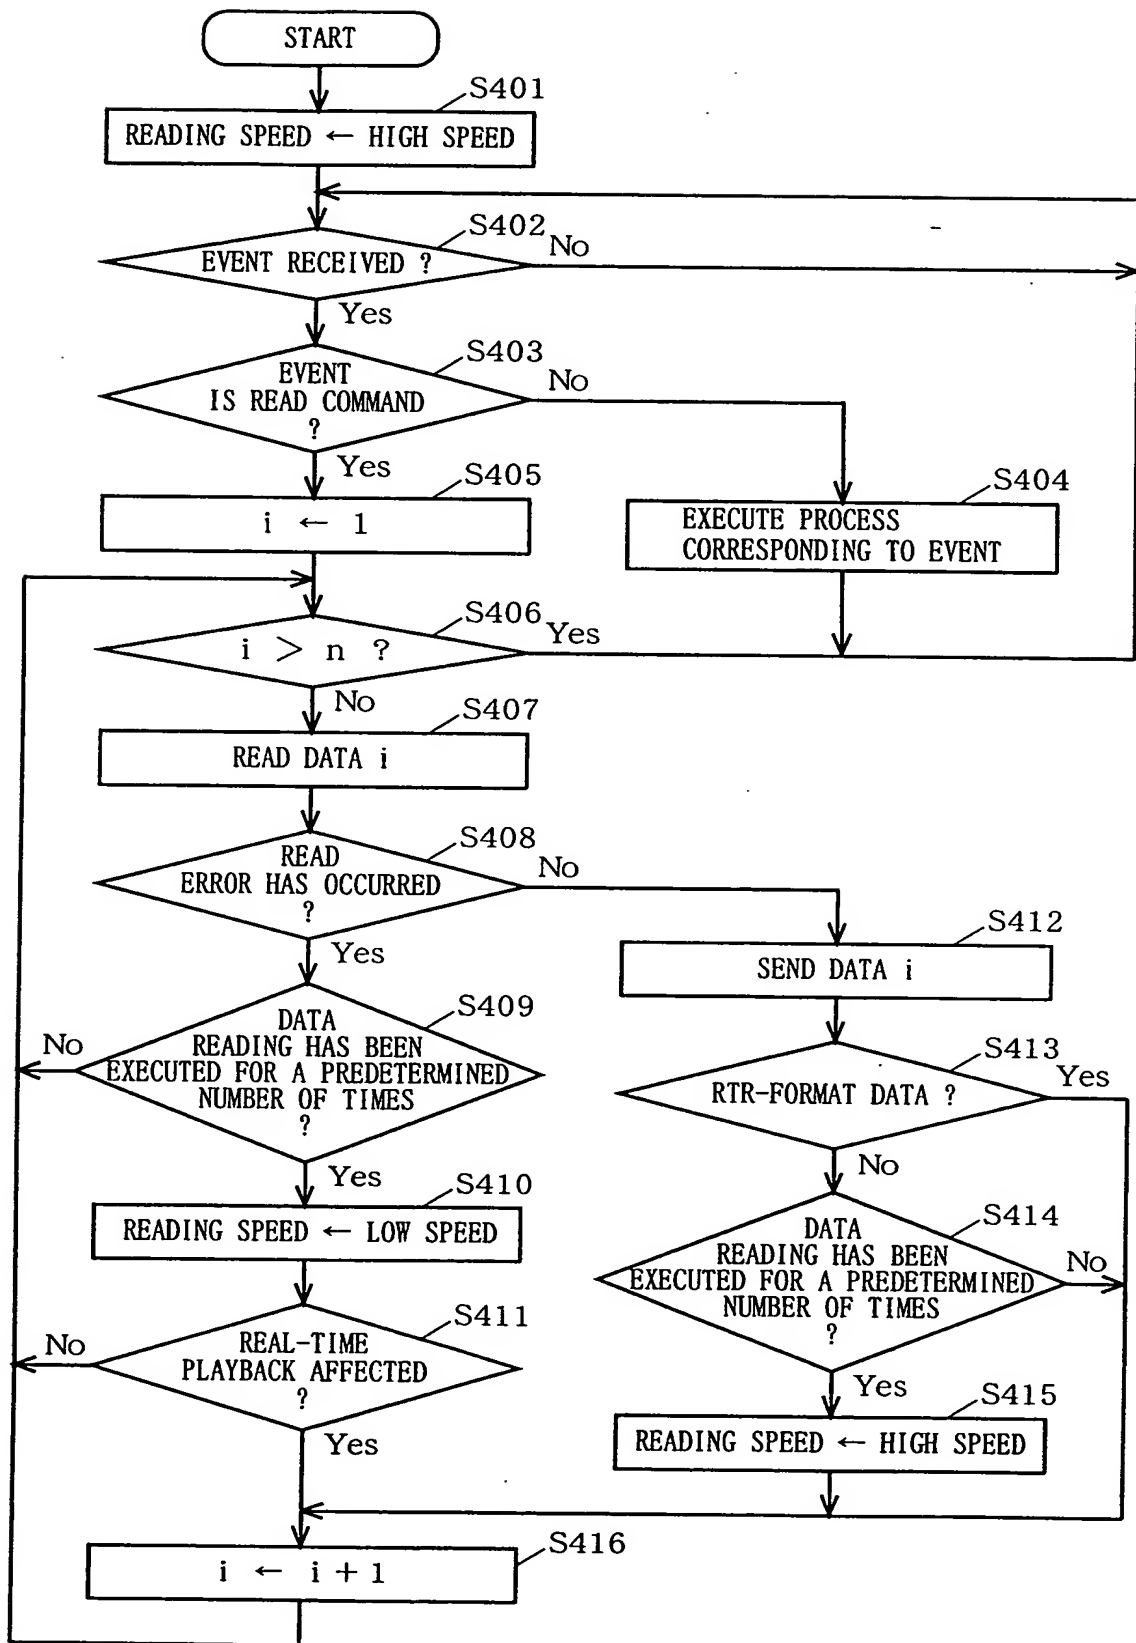 START
S401
READING SPEED ← HIGH SPEED
S402
EVENT RECEIVED ?
No
Yes
S403
EVENT
IS READ COMMAND
?
No
Yes
S405
i ← 1
S404
EXECUTE PROCESS
CORRESPONDING TO EVENT
S406
i > n ?
Yes
No
S407
READ DATA i
S408
READ
ERROR HAS OCCURRED
?
No
Yes
S412
SEND DATA i
S409
DATA
READING HAS BEEN
EXECUTED FOR A PREDETERMINED
NUMBER OF TIMES
?
No
Yes
S413
RTR-FORMAT DATA ?
Yes
No
S410
READING SPEED ← LOW SPEED
S414
DATA
READING HAS BEEN
EXECUTED FOR A PREDETERMINED
NUMBER OF TIMES
?
No
Yes
S411
REAL-TIME
PLAYBACK AFFECTED
?
No
Yes
S415
READING SPEED ← HIGH SPEED
S416
i ← i + 1